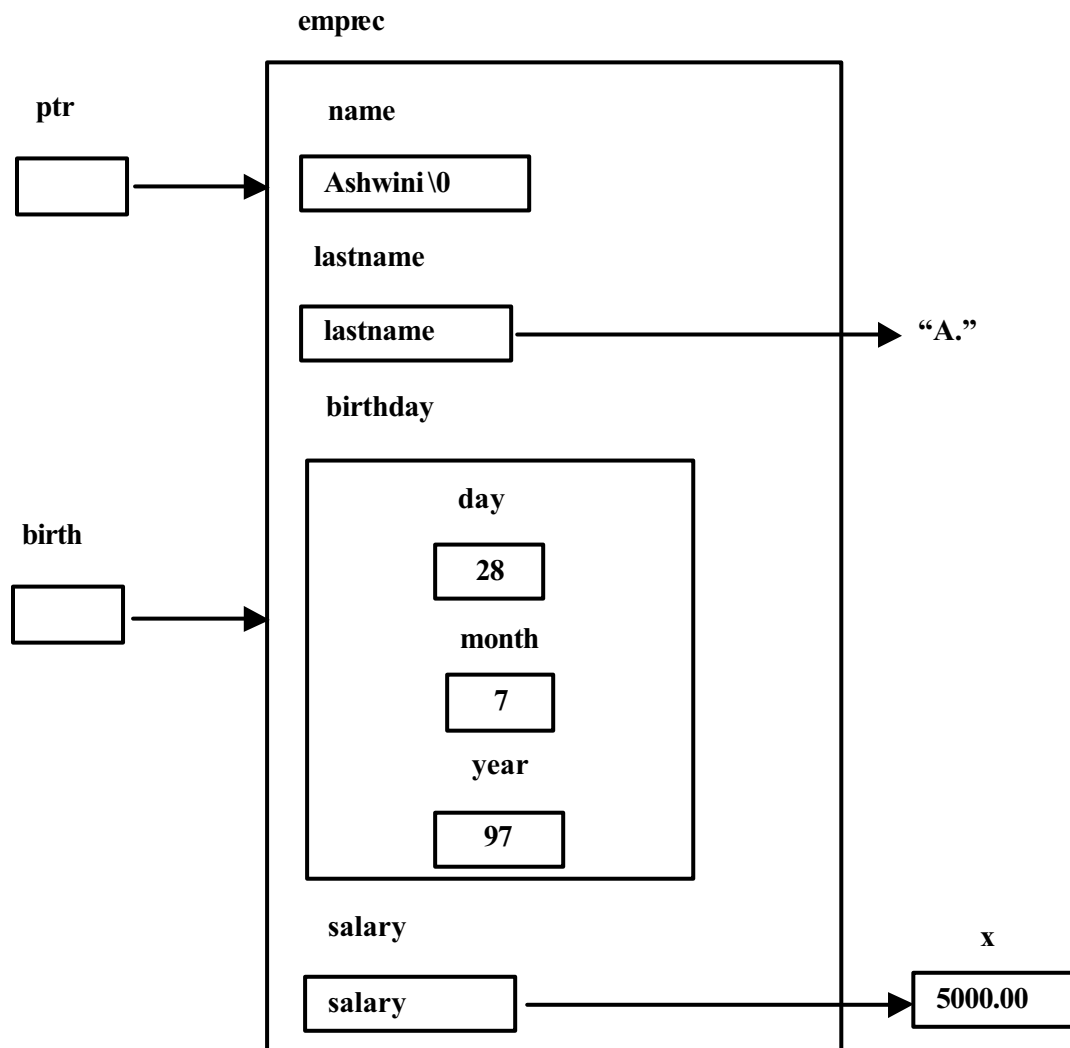 emprec
ptr
name
Ashwini \0
lastname
lastname
“A.”
birthday
day
birth
28
month
7
year
97
salary
x
salary
5000.00